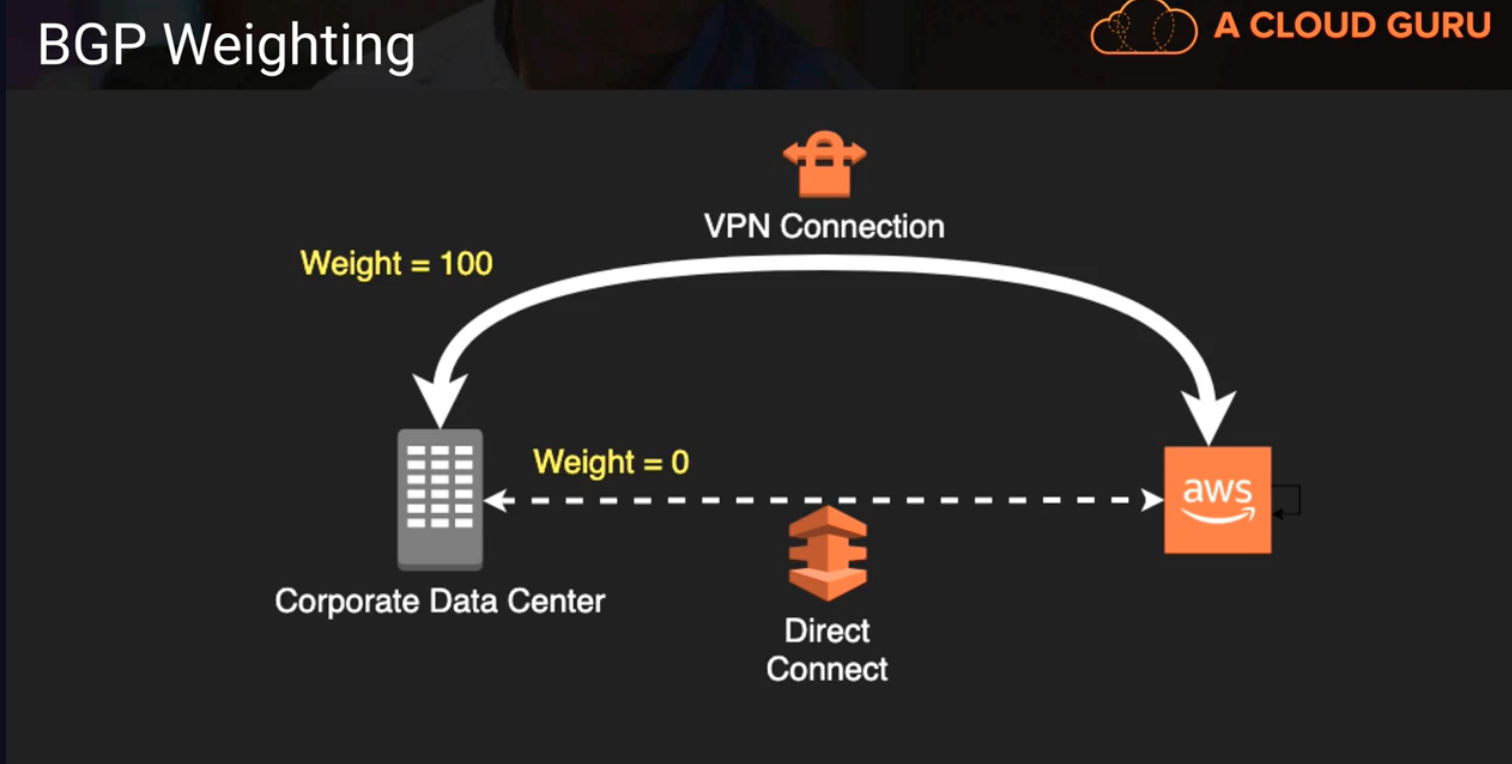 BGP Weighting
A CLOUD GURU
VPN Connection
Weight = 100
Weight = 0
aws
Corporate Data Center
Direct
Connect